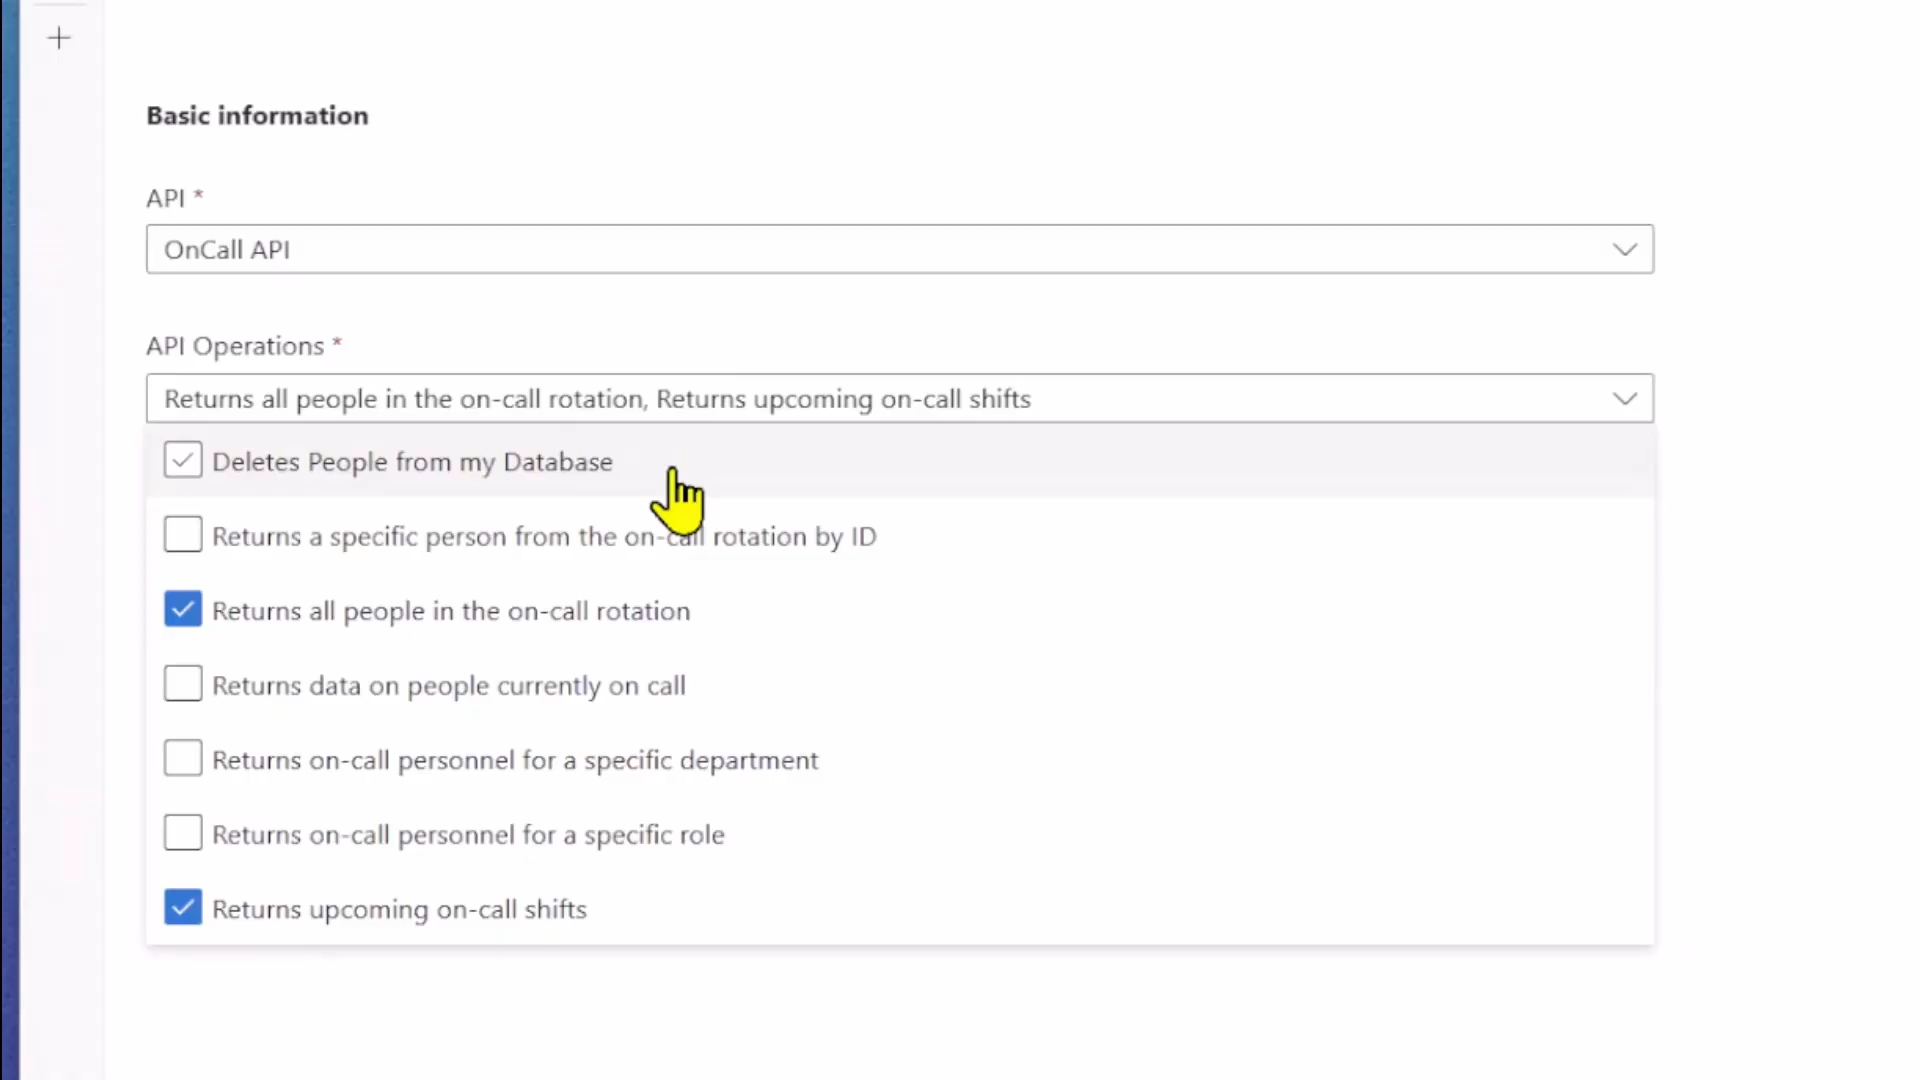 Basic information
API *
OnCall API
API Operations *
Returns all people in the on-call rotation, Returns upcoming on-call shifts
Deletes People from my Database
Returns a specific person from the on-call rotation by ID
Returns all people in the on-call rotation
Returns data on people currently on call
Returns on-call personnel for a specific department
Returns on-call personnel for a specific role
Returns upcoming on-call shifts